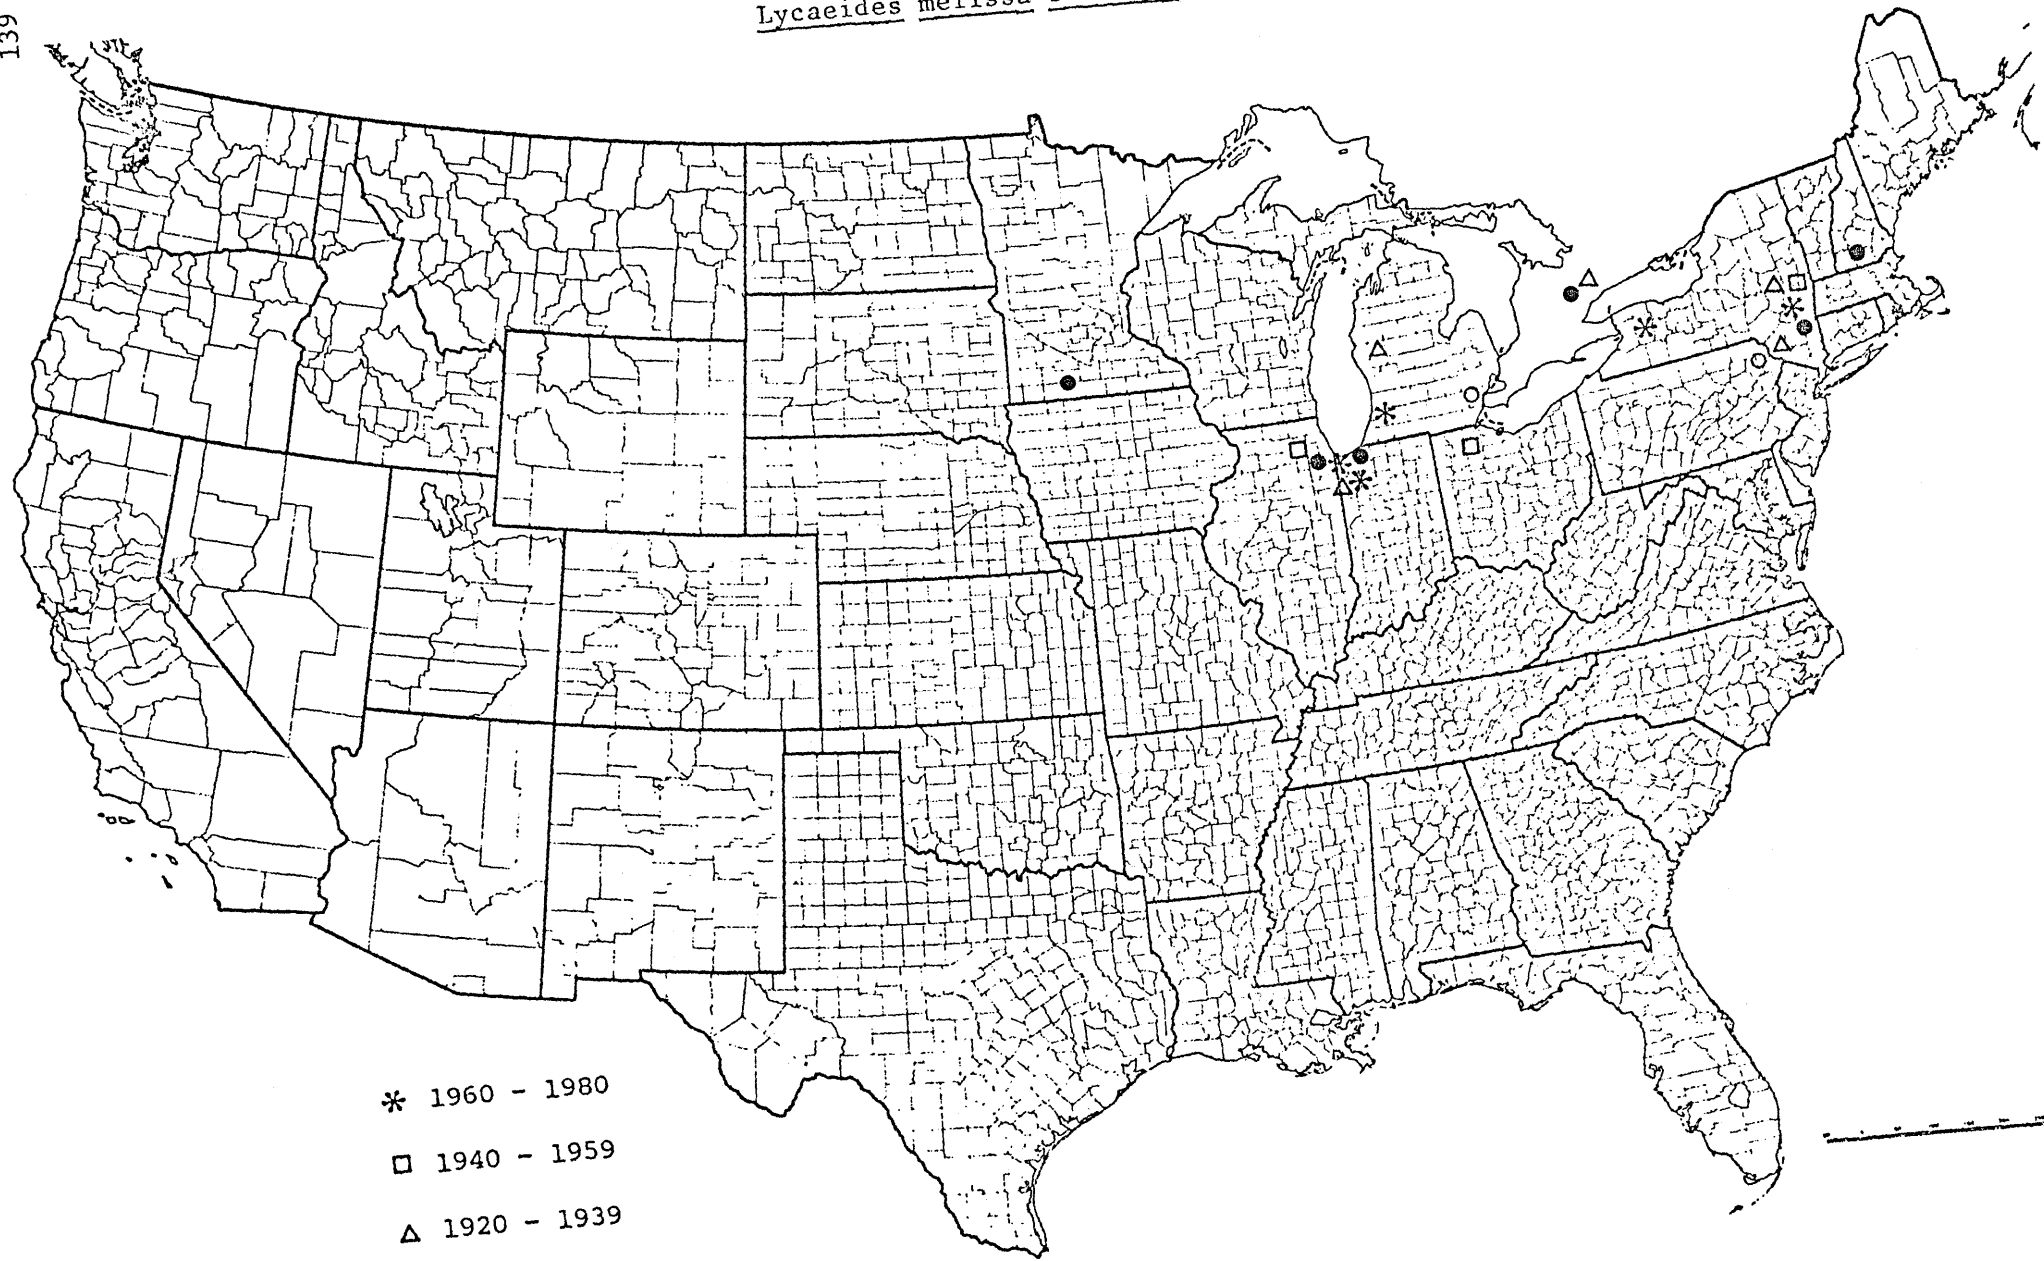 139
Lycaeides melissa
* 1960 - 1980
□ 1940 - 1959
△ 1920 - 1939